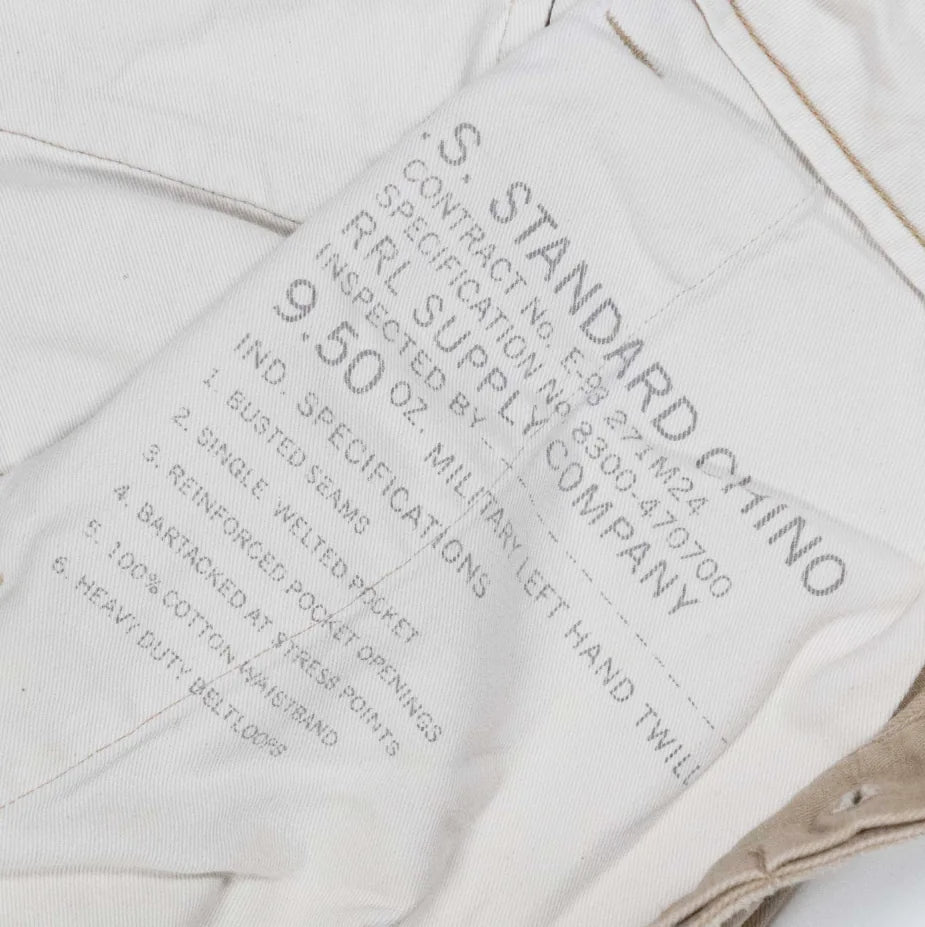 .S. STANDARD CHINO
CONTRACT No. E-98 271M24
SPECIFICATION No. 8300-470700
RRL SUPPLY COMPANY
INSPECTED BY
9.50 OZ. MILITARY LEFT HAND TWILL
IND. SPECIFICATIONS
1. BUSTED SEAMS
2. SINGLE WELTED POCKET
3. REINFORCED POCKET OPENINGS
4. BARTACKED AT STRESS POINTS
5. 100% COTTON WAISTBAND
6. HEAVY DUTY BELTLOOPS